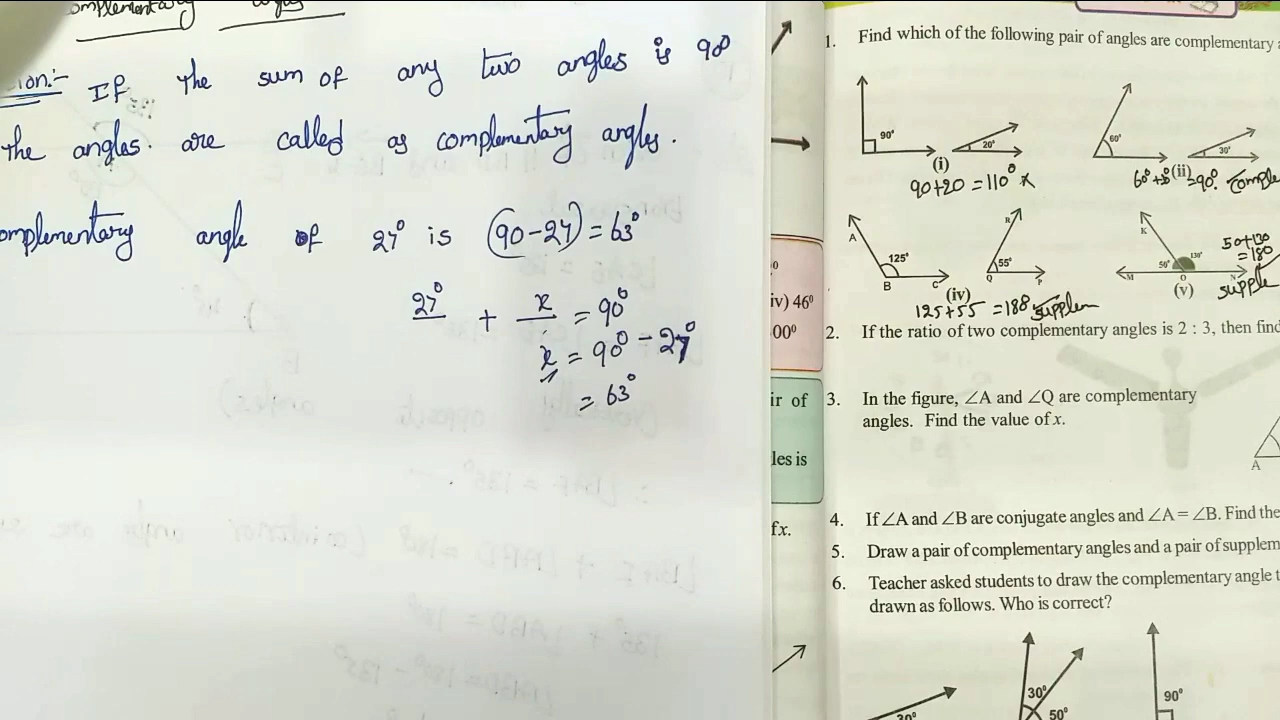 omplementary
ion:- If the sum of any two angles is 90°
the angles are called as complementary angles.
omplementary angle of 27° is (90-27) = 63°
27° + x = 90°
x = 90° - 27°
= 63°
iv) 46°
00°
ir of
les is
fx.
1. Find which of the following pair of angles are complementary
90°
20°
(i)
90+20 = 110° x
60°
30°
(ii)
=90° comple
A
B
C
125°
R
Q
P
55°
(iv)
125+55 = 188 supplem
K
M
O
N
50°
130°
(v)
50+130
=180
supple
2. If the ratio of two complementary angles is 2 : 3, then find
3. In the figure, ∠A and ∠Q are complementary
angles. Find the value of x.
A
4. If ∠A and ∠B are conjugate angles and ∠A = ∠B. Find the
5. Draw a pair of complementary angles and a pair of supplem
6. Teacher asked students to draw the complementary angle t
drawn as follows. Who is correct?
30°
30°
50°
90°